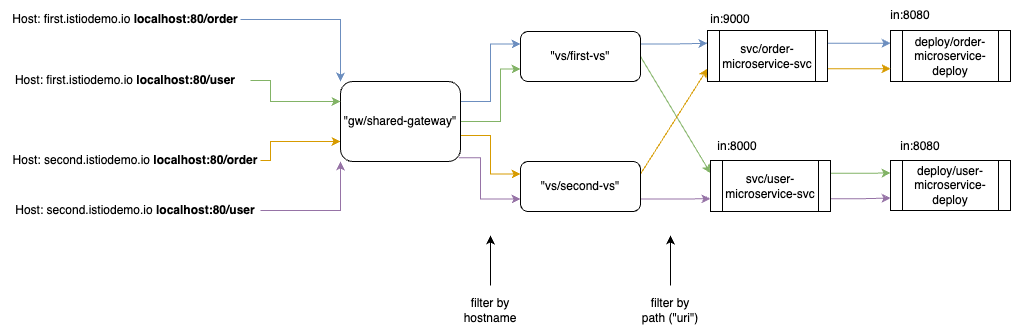 Host: first.istiodemo.io localhost:80/order
Host: first.istiodemo.io localhost:80/user
Host: second.istiodemo.io localhost:80/order
Host: second.istiodemo.io localhost:80/user
"gw/shared-gateway"
"vs/first-vs"
"vs/second-vs"
in:9000
svc/order-
microservice-svc
in:8080
deploy/order-
microservice-
deploy
in:8000
svc/user-
microservice-svc
in:8080
deploy/user-
microservice-
deploy
filter by
hostname
filter by
path ("uri")